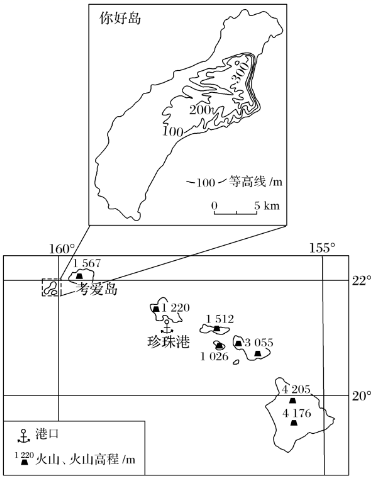 你好岛
300
200
100
—100—等高线/m
0 5 km
160° 155°
1 567
考爱岛
22°
1 220
珍珠港
1 512
1 026
3 055
20°
4 205
4 176
港口
1 220 火山、火山高程/m